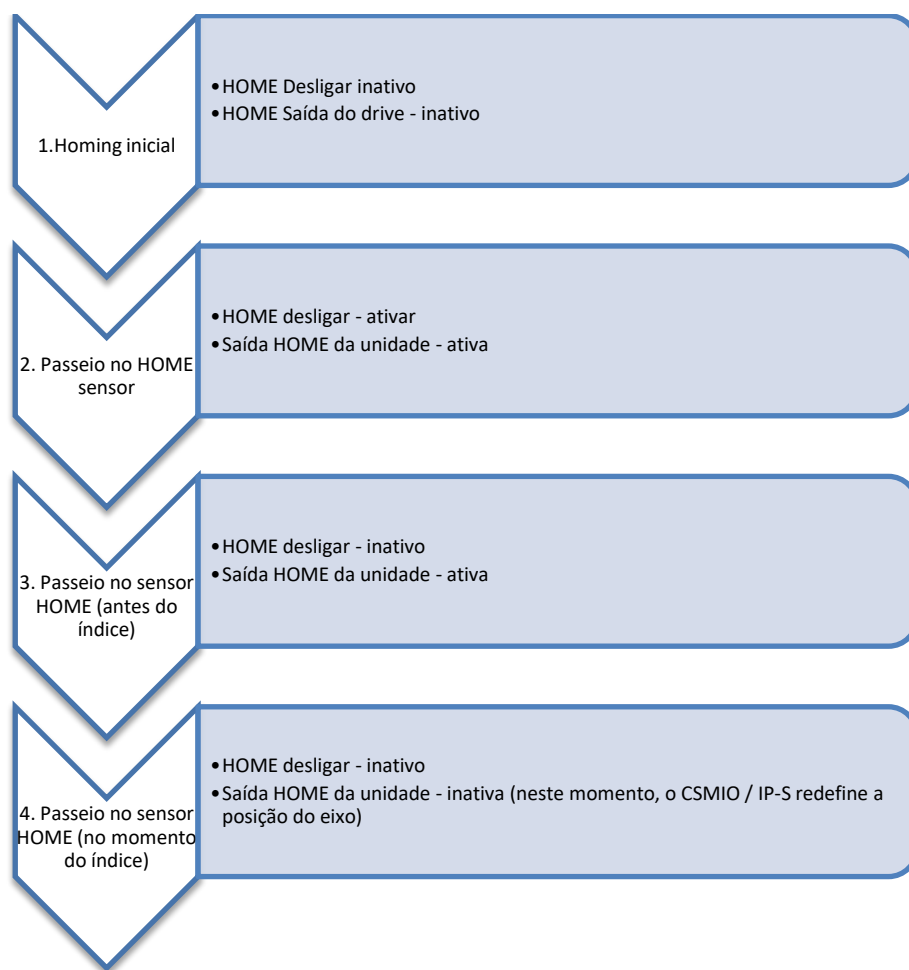 1.Homing inicial
•HOME Desligar inativo
•HOME Saída do drive - inativo
2. Passeio no HOME
sensor
•HOME desligar - ativar
•Saída HOME da unidade - ativa
3. Passeio no sensor
HOME (antes do
índice)
•HOME desligar - inativo
•Saída HOME da unidade - ativa
4. Passeio no sensor
HOME (no momento
do índice)
•HOME desligar - inativo
•Saída HOME da unidade - inativa (neste momento, o CSMIO / IP-S redefine a
posição do eixo)